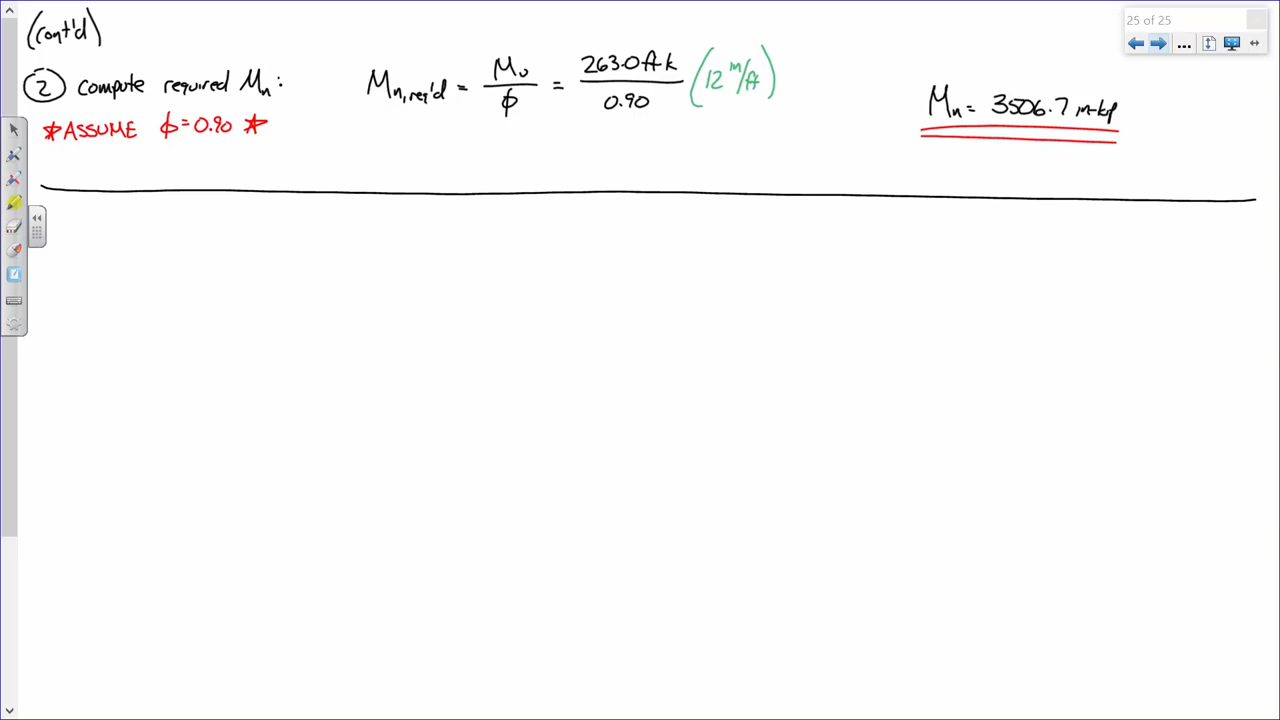 (cont'd)
25 of 25
② Compute required Mn: Mn,req'd = Mu/ϕ = 263.0 ft·k/0.90 (12 in/ft)
*ASSUME ϕ=0.90 *
Mn = 3506.7 in-kip